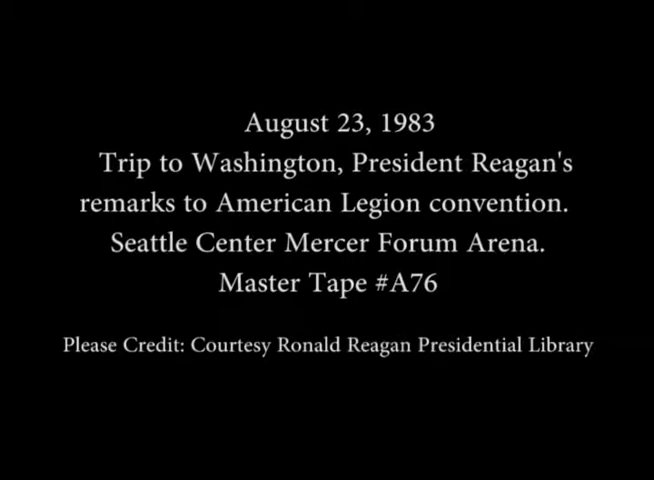 August 23, 1983
Trip to Washington, President Reagan's
remarks to American Legion convention.
Seattle Center Mercer Forum Arena.
Master Tape #A76
Please Credit: Courtesy Ronald Reagan Presidential Library